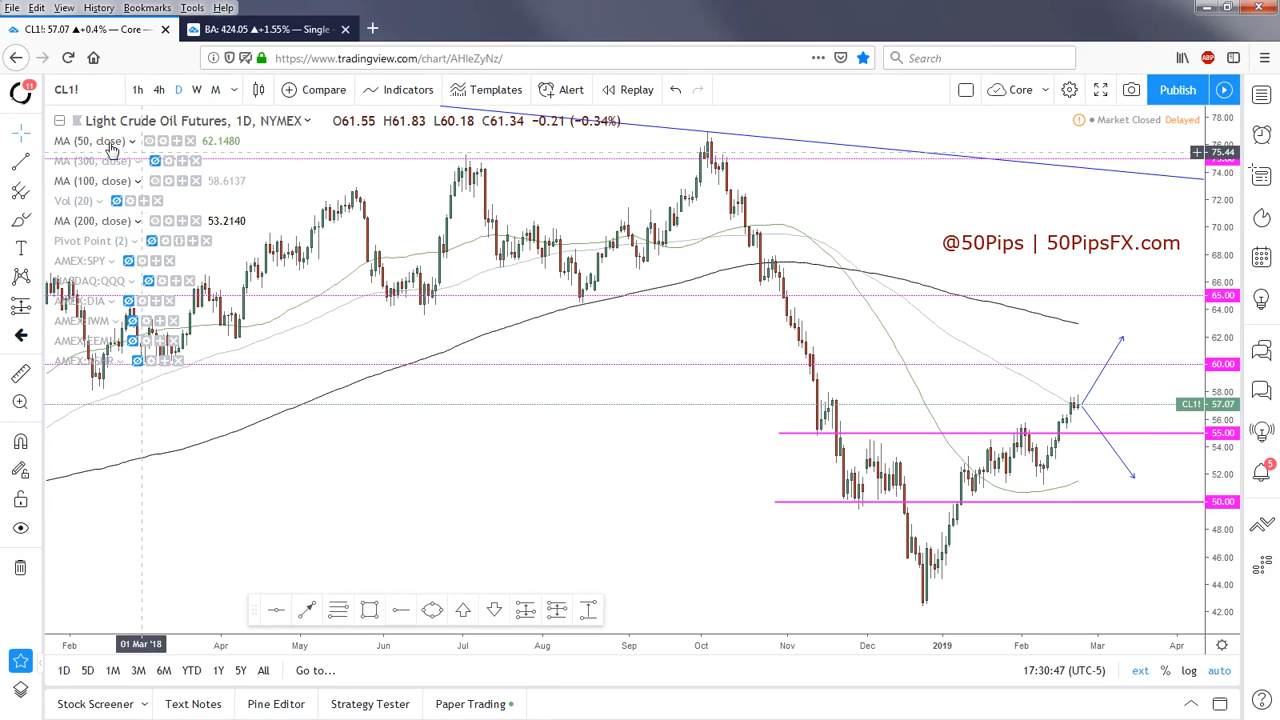 File Edit View History Bookmarks Tools Help
CL1!: 57.07 ▲+0.4% — Core —
BA: 424.05 ▲+1.55% — Single
https://www.tradingview.com/chart/AHIeZyNz/
Search
ABP
11
CL1!
1h 4h D W M
Compare
Indicators
Templates
Alert
Replay
Core
Publish
Light Crude Oil Futures, 1D, NYMEX O61.55 H61.83 L60.18 C61.34 −0.21 (−0.34%)
Market Closed Delayed
MA (50, close) 62.1480
MA (300, close)
MA (100, close) 58.6137
Vol (20)
MA (200, close) 53.2140
Pivot Point (2)
AMEX:SPY
NASDAQ:QQQ
AMEX:DIA
AMEX:IWM
AMEX:EEM
@50Pips | 50PipsFX.com
78.00
75.44
74.00
72.00
70.00
68.00
66.00
65.00
64.00
62.00
60.00
58.00
CL1! 57.07
56.00
55.00
54.00
52.00
50.00
48.00
46.00
44.00
42.00
5
Feb 01 Mar '18 Apr May Jun Jul Aug Sep Oct Nov Dec 2019 Feb Mar Apr
1D 5D 1M 3M 6M YTD 1Y 5Y All Go to...
17:30:47 (UTC-5) ext % log auto
Stock Screener Text Notes Pine Editor Strategy Tester Paper Trading